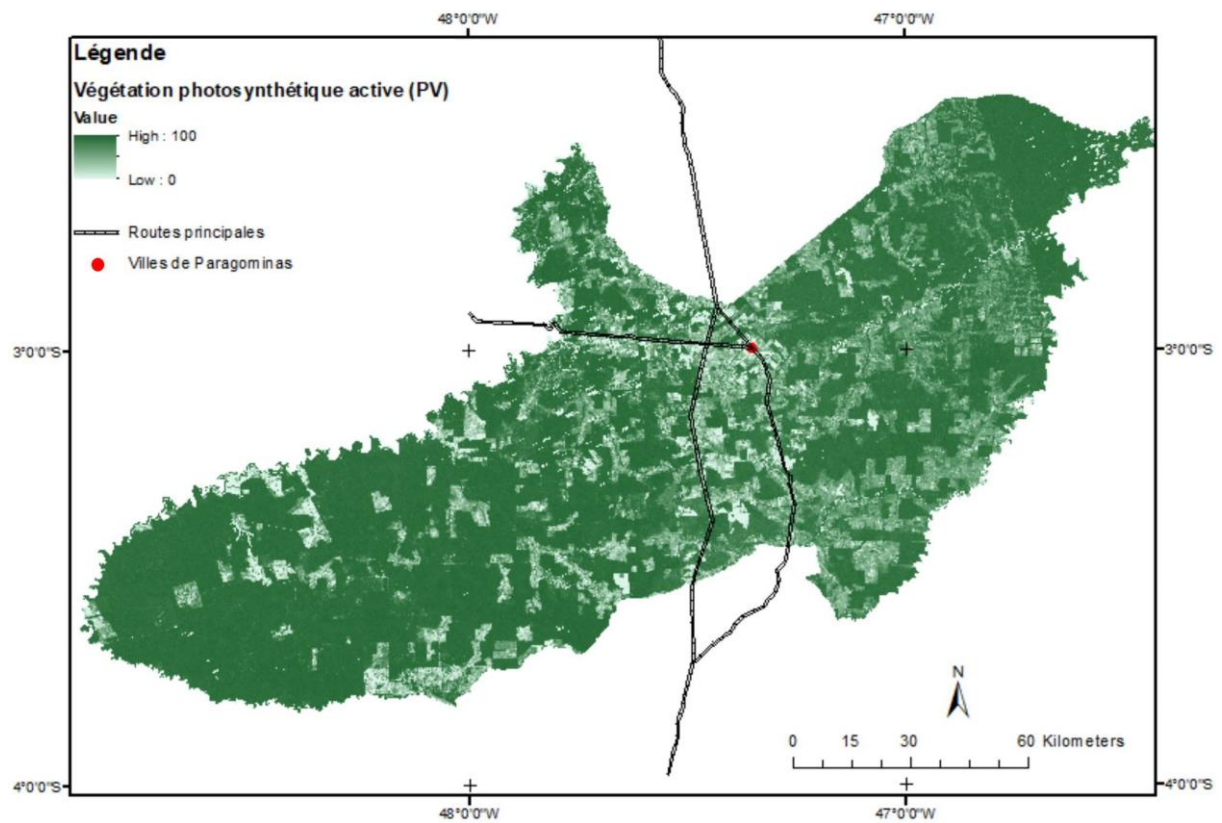 48°0'0"W
47°0'0"W
Légende
Végétation photosynthétique active (PV)
Value
High : 100
Low : 0
Routes principales
Villes de Paragominas
3°0'0"S
3°0'0"S
N
0 15 30 60 Kilometers
4°0'0"S
4°0'0"S
48°0'0"W
47°0'0"W